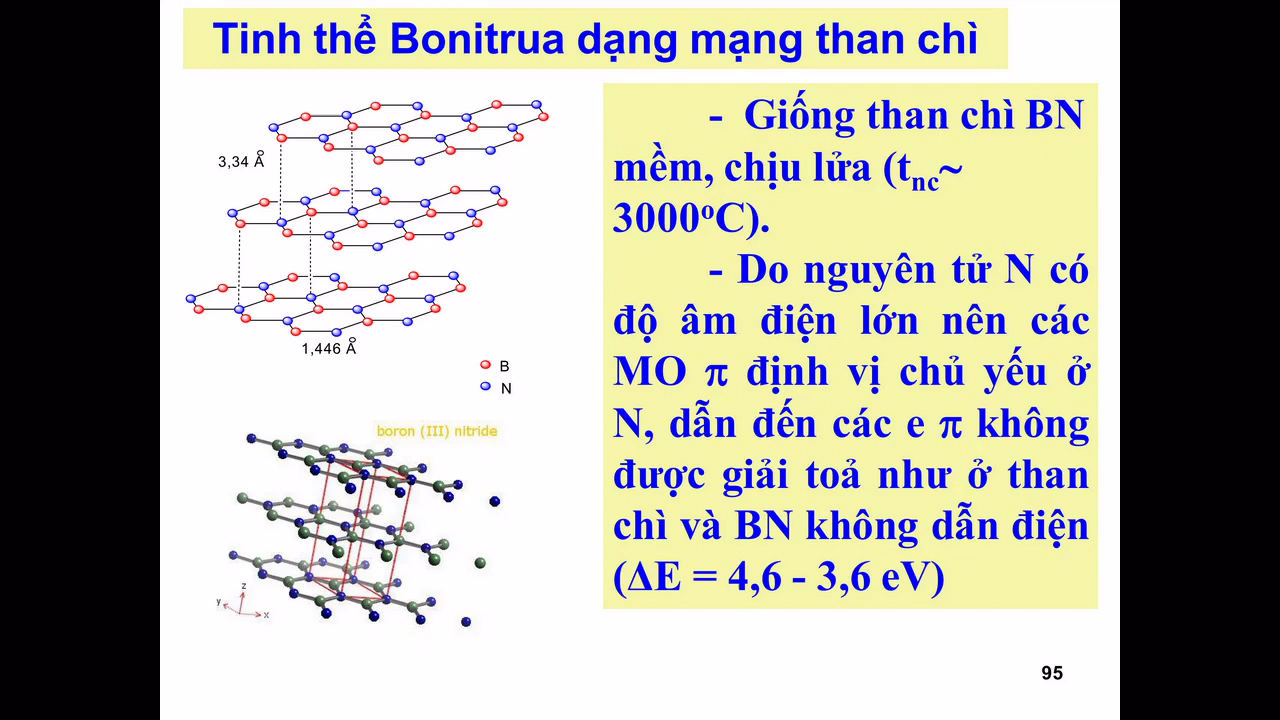 Tinh thể Bonitrua dạng mạng than chì
3,34 Å
1,446 Å
B
N
boron (III) nitride
z
y
x
- Giống than chì BN
mềm, chịu lửa (tnc~
3000oC).
- Do nguyên tử N có
độ âm điện lớn nên các
MO π định vị chủ yếu ở
N, dẫn đến các e π không
được giải toả như ở than
chì và BN không dẫn điện
(ΔE = 4,6 - 3,6 eV)
95